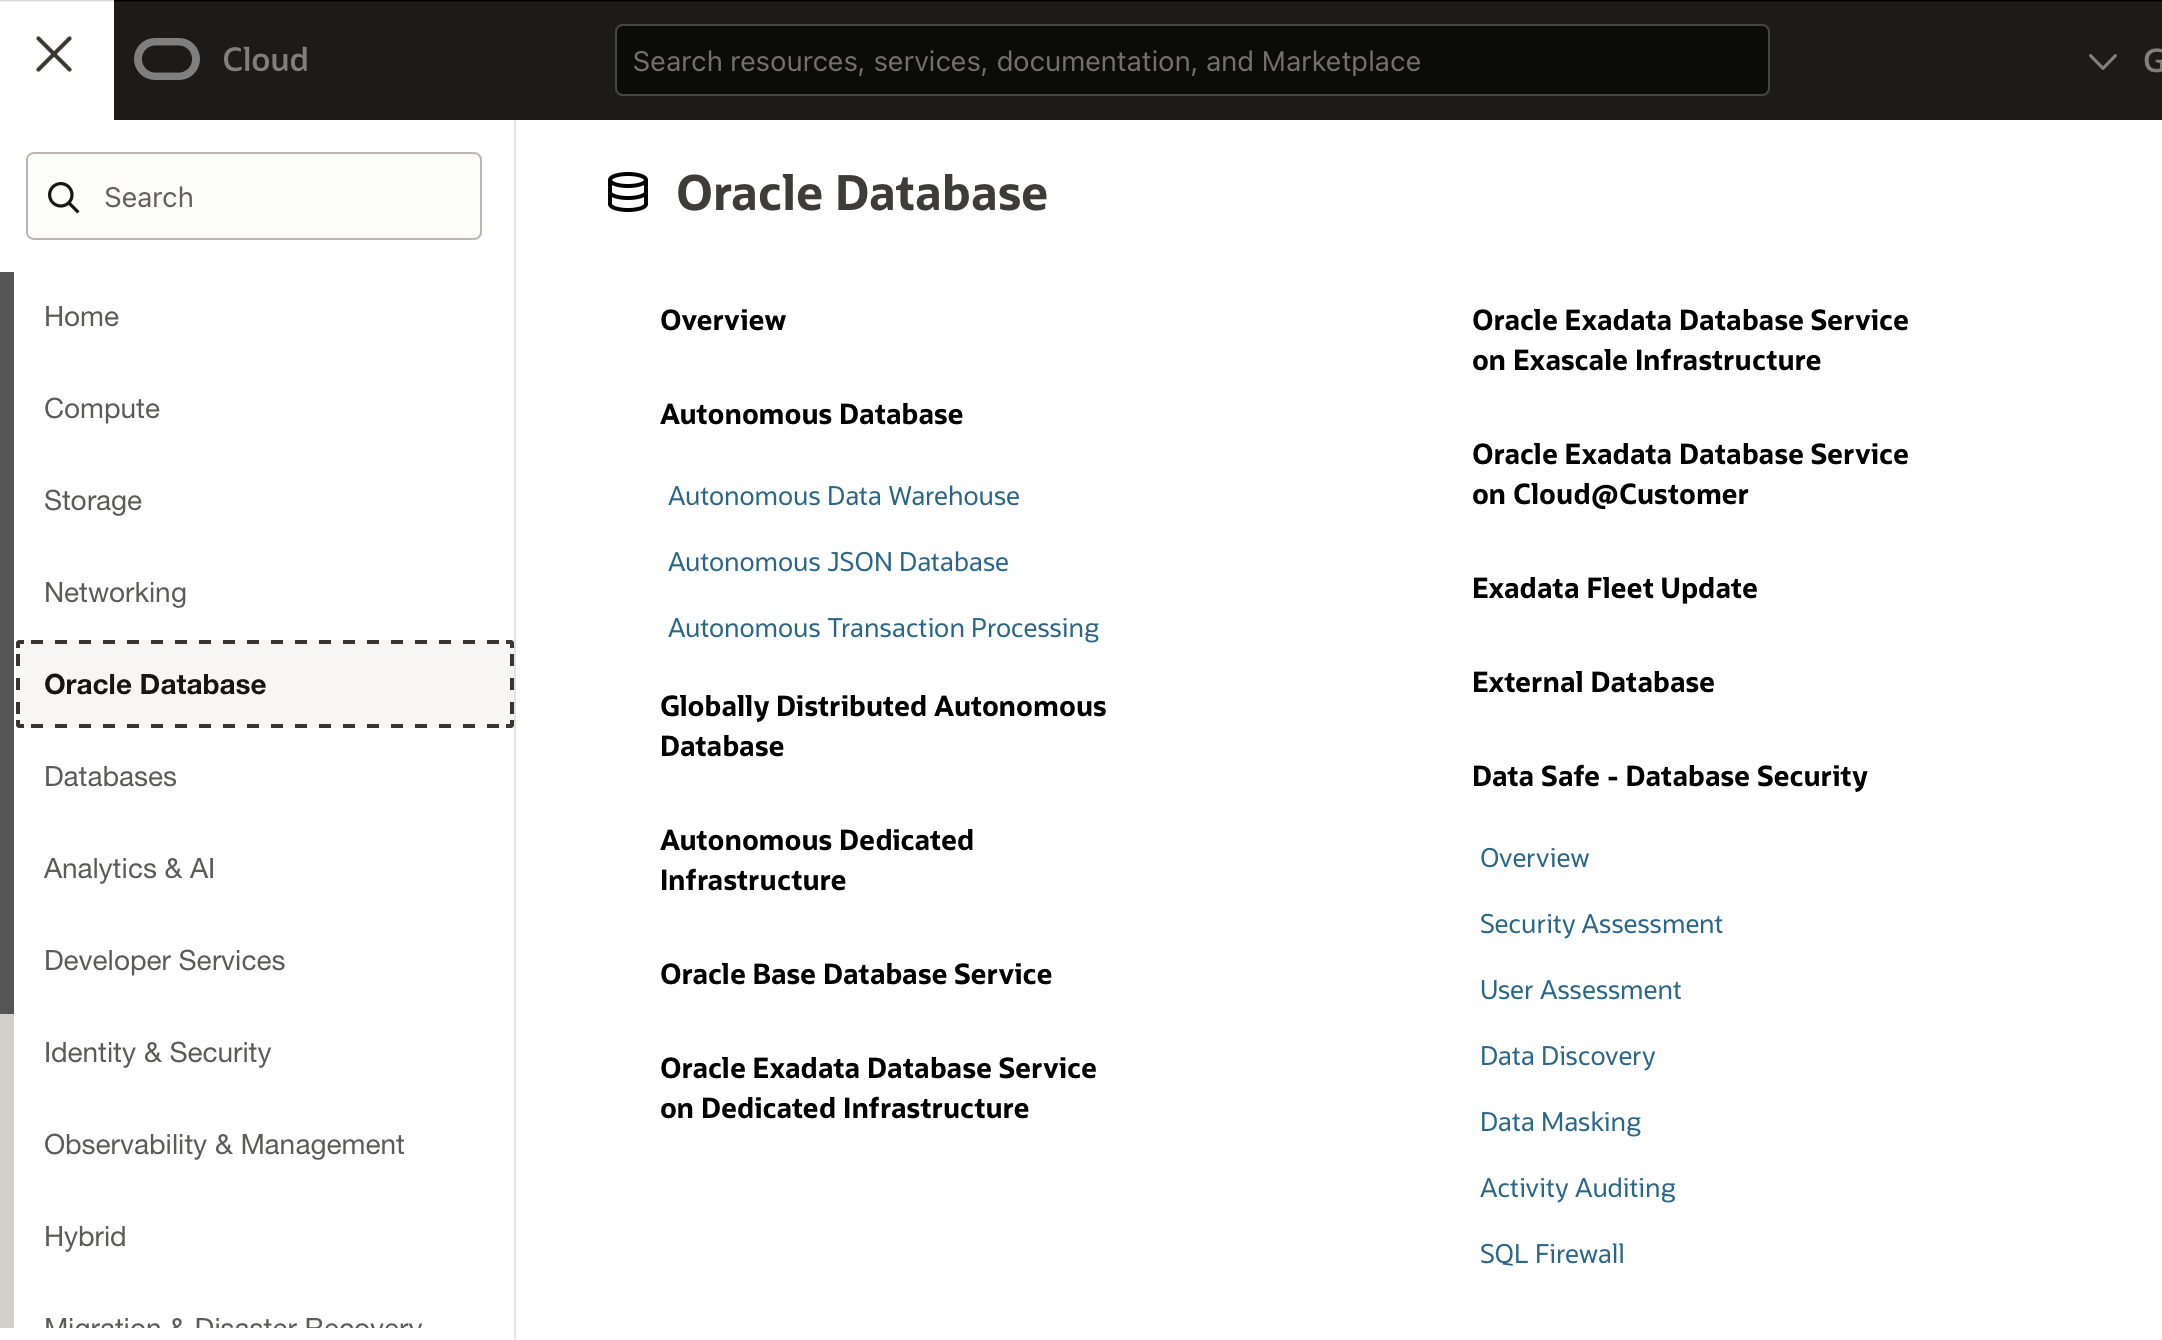 Cloud
Search resources, services, documentation, and Marketplace
Search
Home
Compute
Storage
Networking
Oracle Database
Databases
Analytics & AI
Developer Services
Identity & Security
Observability & Management
Hybrid
Migration & Disaster Recovery
Oracle Database
Overview
Autonomous Database
Autonomous Data Warehouse
Autonomous JSON Database
Autonomous Transaction Processing
Globally Distributed Autonomous
Database
Autonomous Dedicated
Infrastructure
Oracle Base Database Service
Oracle Exadata Database Service
on Dedicated Infrastructure
Oracle Exadata Database Service
on Exascale Infrastructure
Oracle Exadata Database Service
on Cloud@Customer
Exadata Fleet Update
External Database
Data Safe - Database Security
Overview
Security Assessment
User Assessment
Data Discovery
Data Masking
Activity Auditing
SQL Firewall